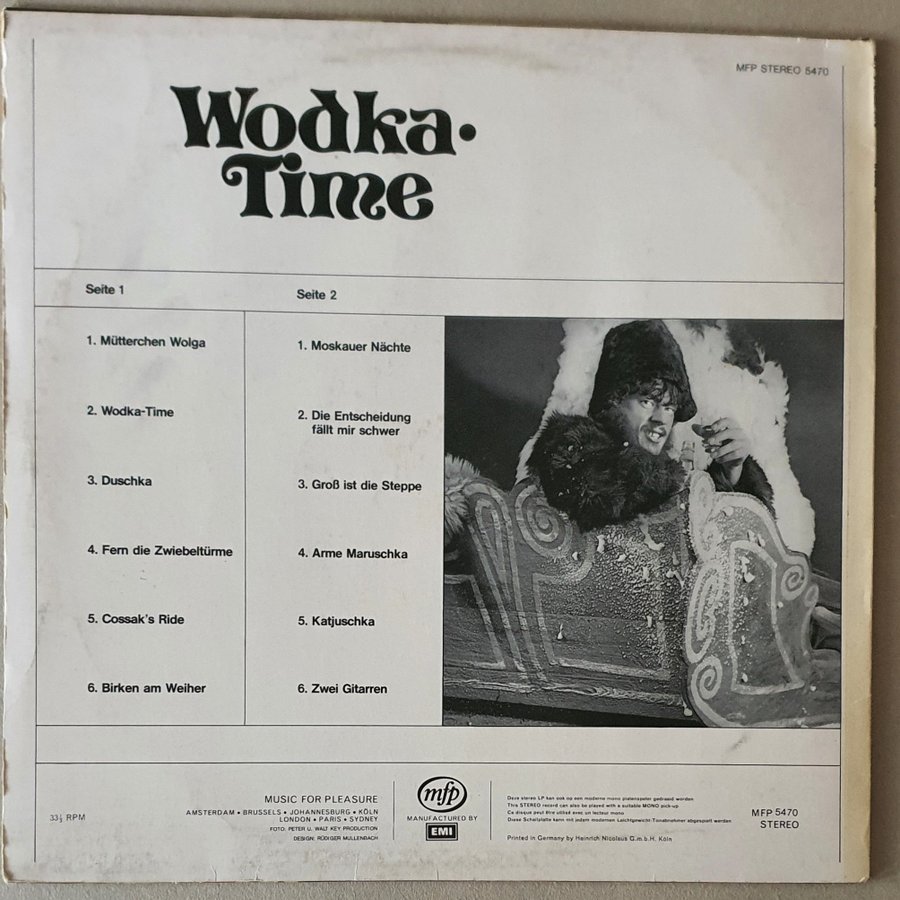 MFP STEREO 5470
Wodka·
Time
Seite 1
1. Mütterchen Wolga
2. Wodka-Time
3. Duschka
4. Fern die Zwiebeltürme
5. Cossak's Ride
6. Birken am Weiher
Seite 2
1. Moskauer Nächte
2. Die Entscheidung
fällt mir schwer
3. Groß ist die Steppe
4. Arme Maruschka
5. Katjuschka
6. Zwei Gitarren
33⅓ RPM
MUSIC FOR PLEASURE
AMSTERDAM • BRUSSELS • JOHANNESBURG • KÖLN
LONDON • PARIS • SYDNEY
FOTO: PETER U. WALT KEY PRODUCTION
DESIGN: RÜDIGER MÜLLENBACH
mfp
MANUFACTURED BY
EMI
Deze stereo LP kan ook op een moderne mono platenspeler gedraaid worden
This STEREO record can also be played with a suitable MONO pick-up
Ce disque peut être utilisé avec un lecteur mono
Diese Schallplatte kann mit jedem modernen Leichtgewicht-Tonabnehmer abgespielt werden
Printed in Germany by Heinrich Nicolaus G.m.b.H. Köln
MFP 5470
STEREO